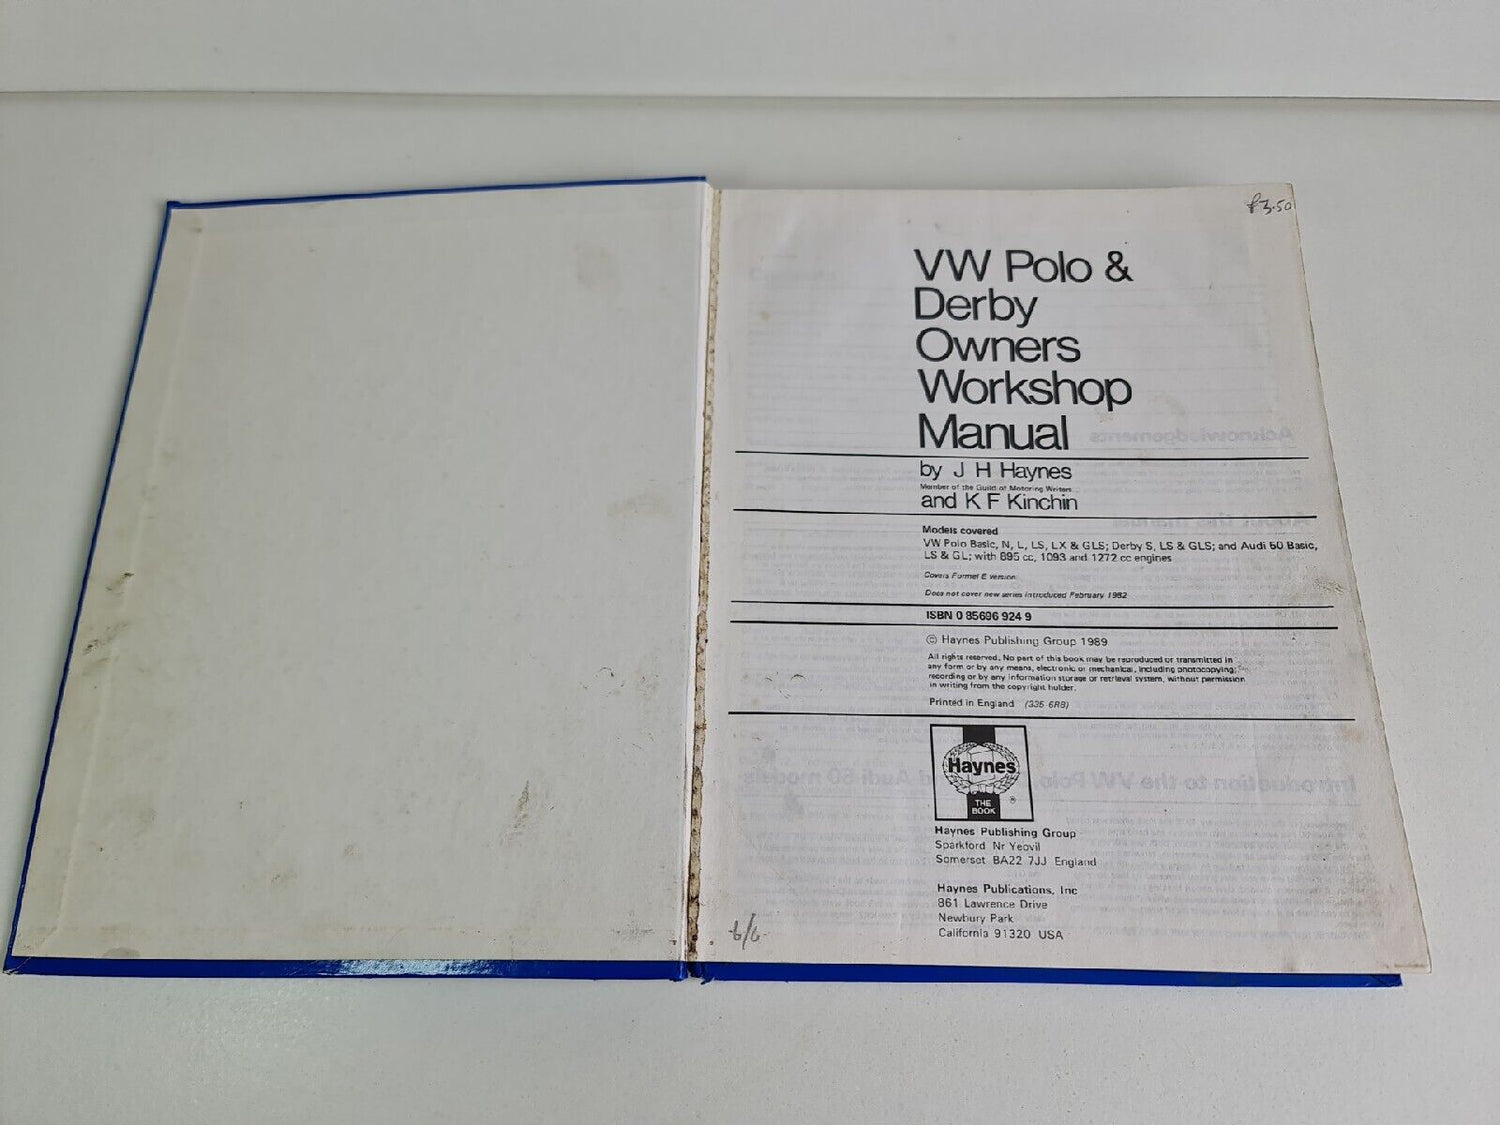 £3.50
VW Polo &
Derby
Owners
Workshop
Manual
by J H Haynes
Member of the Guild of Motoring Writers
and K F Kinchin
Models covered
VW Polo Basic, N, L, LS, LX & GLS; Derby S, LS & GLS; and Audi 50 Basic,
LS & GL; with 895 cc, 1093 and 1272 cc engines
Covers Formel E version
Does not cover new series introduced February 1982
ISBN 0 85696 924 9
© Haynes Publishing Group 1989
All rights reserved. No part of this book may be reproduced or transmitted in
any form or by any means, electronic or mechanical, including photocopying,
recording or by any information storage or retrieval system, without permission
in writing from the copyright holder.
Printed in England (335-6R8)
Haynes
THE
BOOK
®
Haynes Publishing Group
Sparkford Nr Yeovil
Somerset BA22 7JJ England
Haynes Publications, Inc
861 Lawrence Drive
Newbury Park
California 91320 USA
6/6
Acknowledgements
About this manual